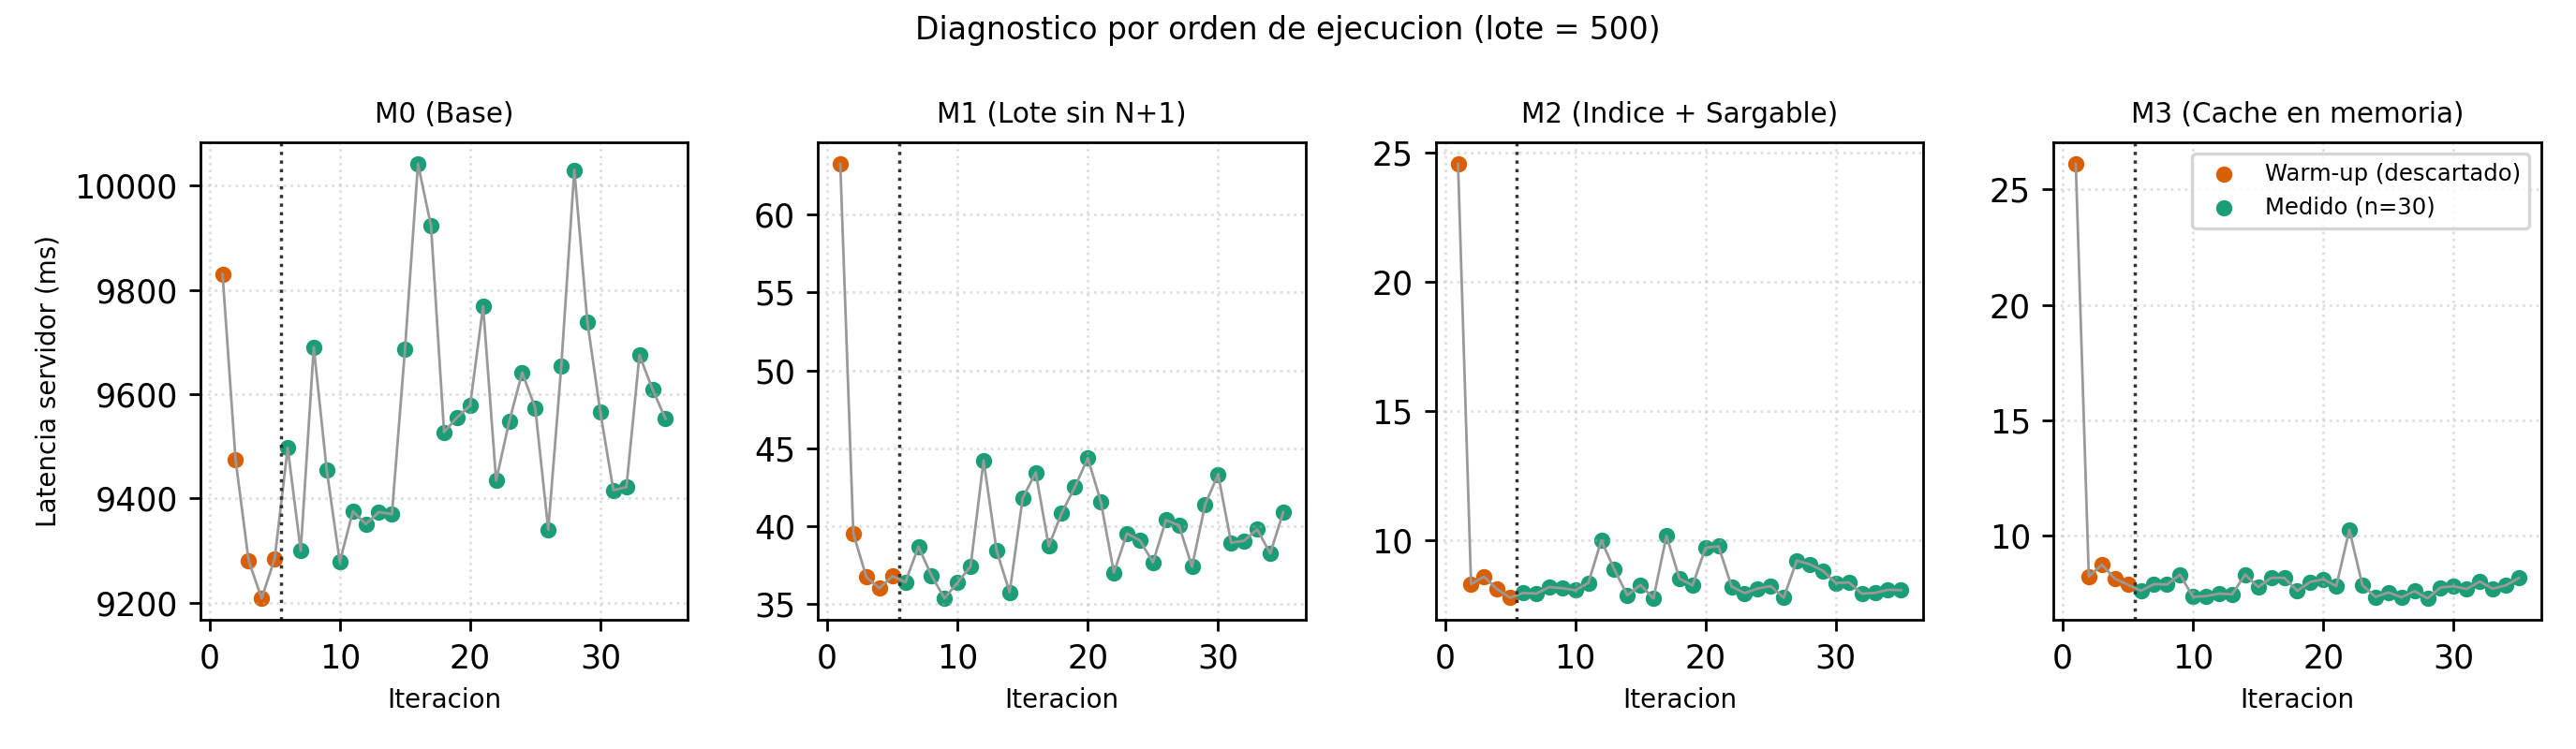 Diagnostico por orden de ejecucion (lote = 500)
M0 (Base)
Latencia servidor (ms)
10000
9800
9600
9400
9200
0 10 20 30
Iteracion
M1 (Lote sin N+1)
60
55
50
45
40
35
0 10 20 30
Iteracion
M2 (Indice + Sargable)
25
20
15
10
0 10 20 30
Iteracion
M3 (Cache en memoria)
Warm-up (descartado)
Medido (n=30)
25
20
15
10
0 10 20 30
Iteracion